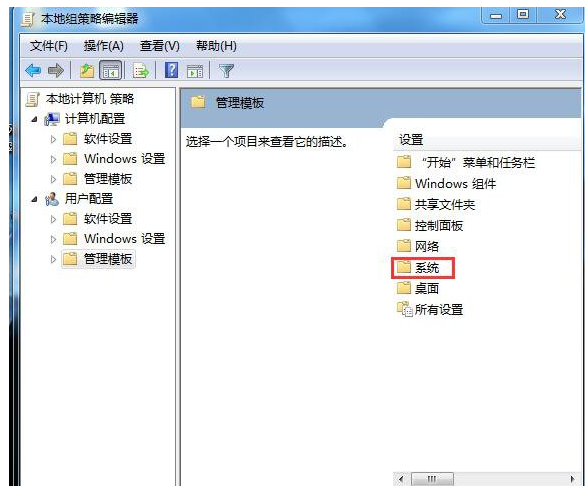 本地组策略编辑器
文件(F) 操作(A) 查看(V) 帮助(H)
本地计算机 策略
计算机配置
软件设置
Windows 设置
管理模板
用户配置
软件设置
Windows 设置
管理模板
管理模板
选择一个项目来查看它的描述。
设置
“开始”菜单和任务栏
Windows 组件
共享文件夹
控制面板
网络
系统
桌面
所有设置